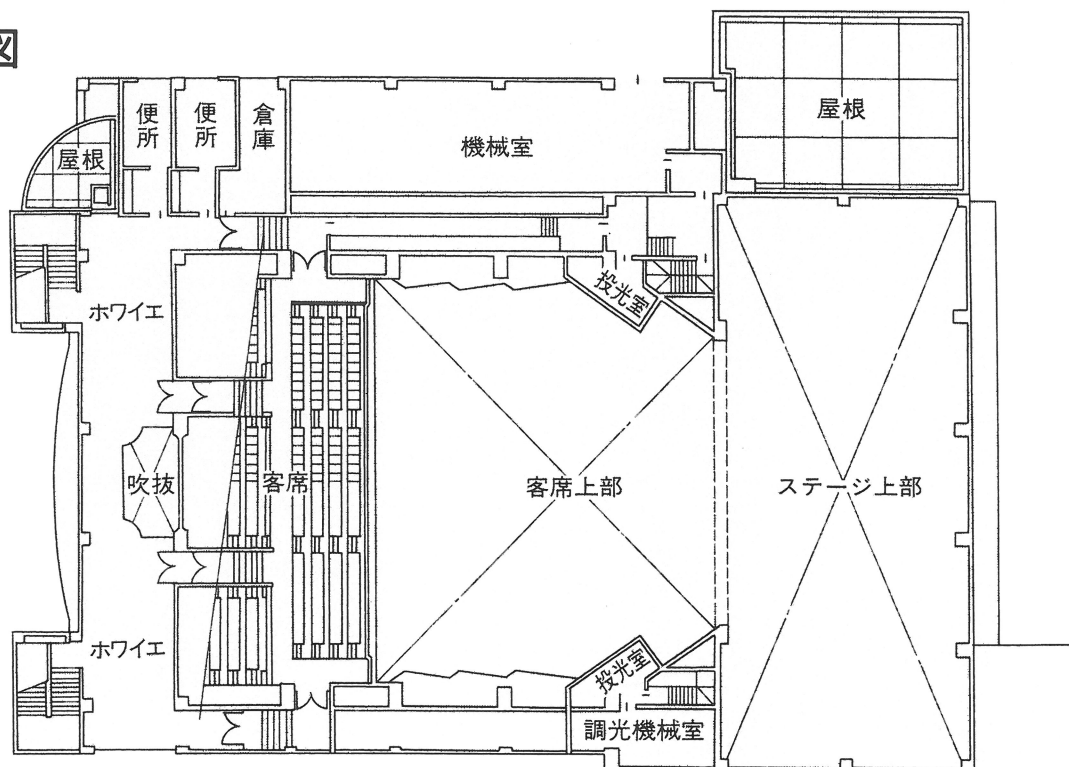 図
便所
便所
倉庫
機械室
屋根
屋根
投光室
ホワイエ
吹抜
客席
客席上部
ステージ上部
ホワイエ
投光室
調光機械室